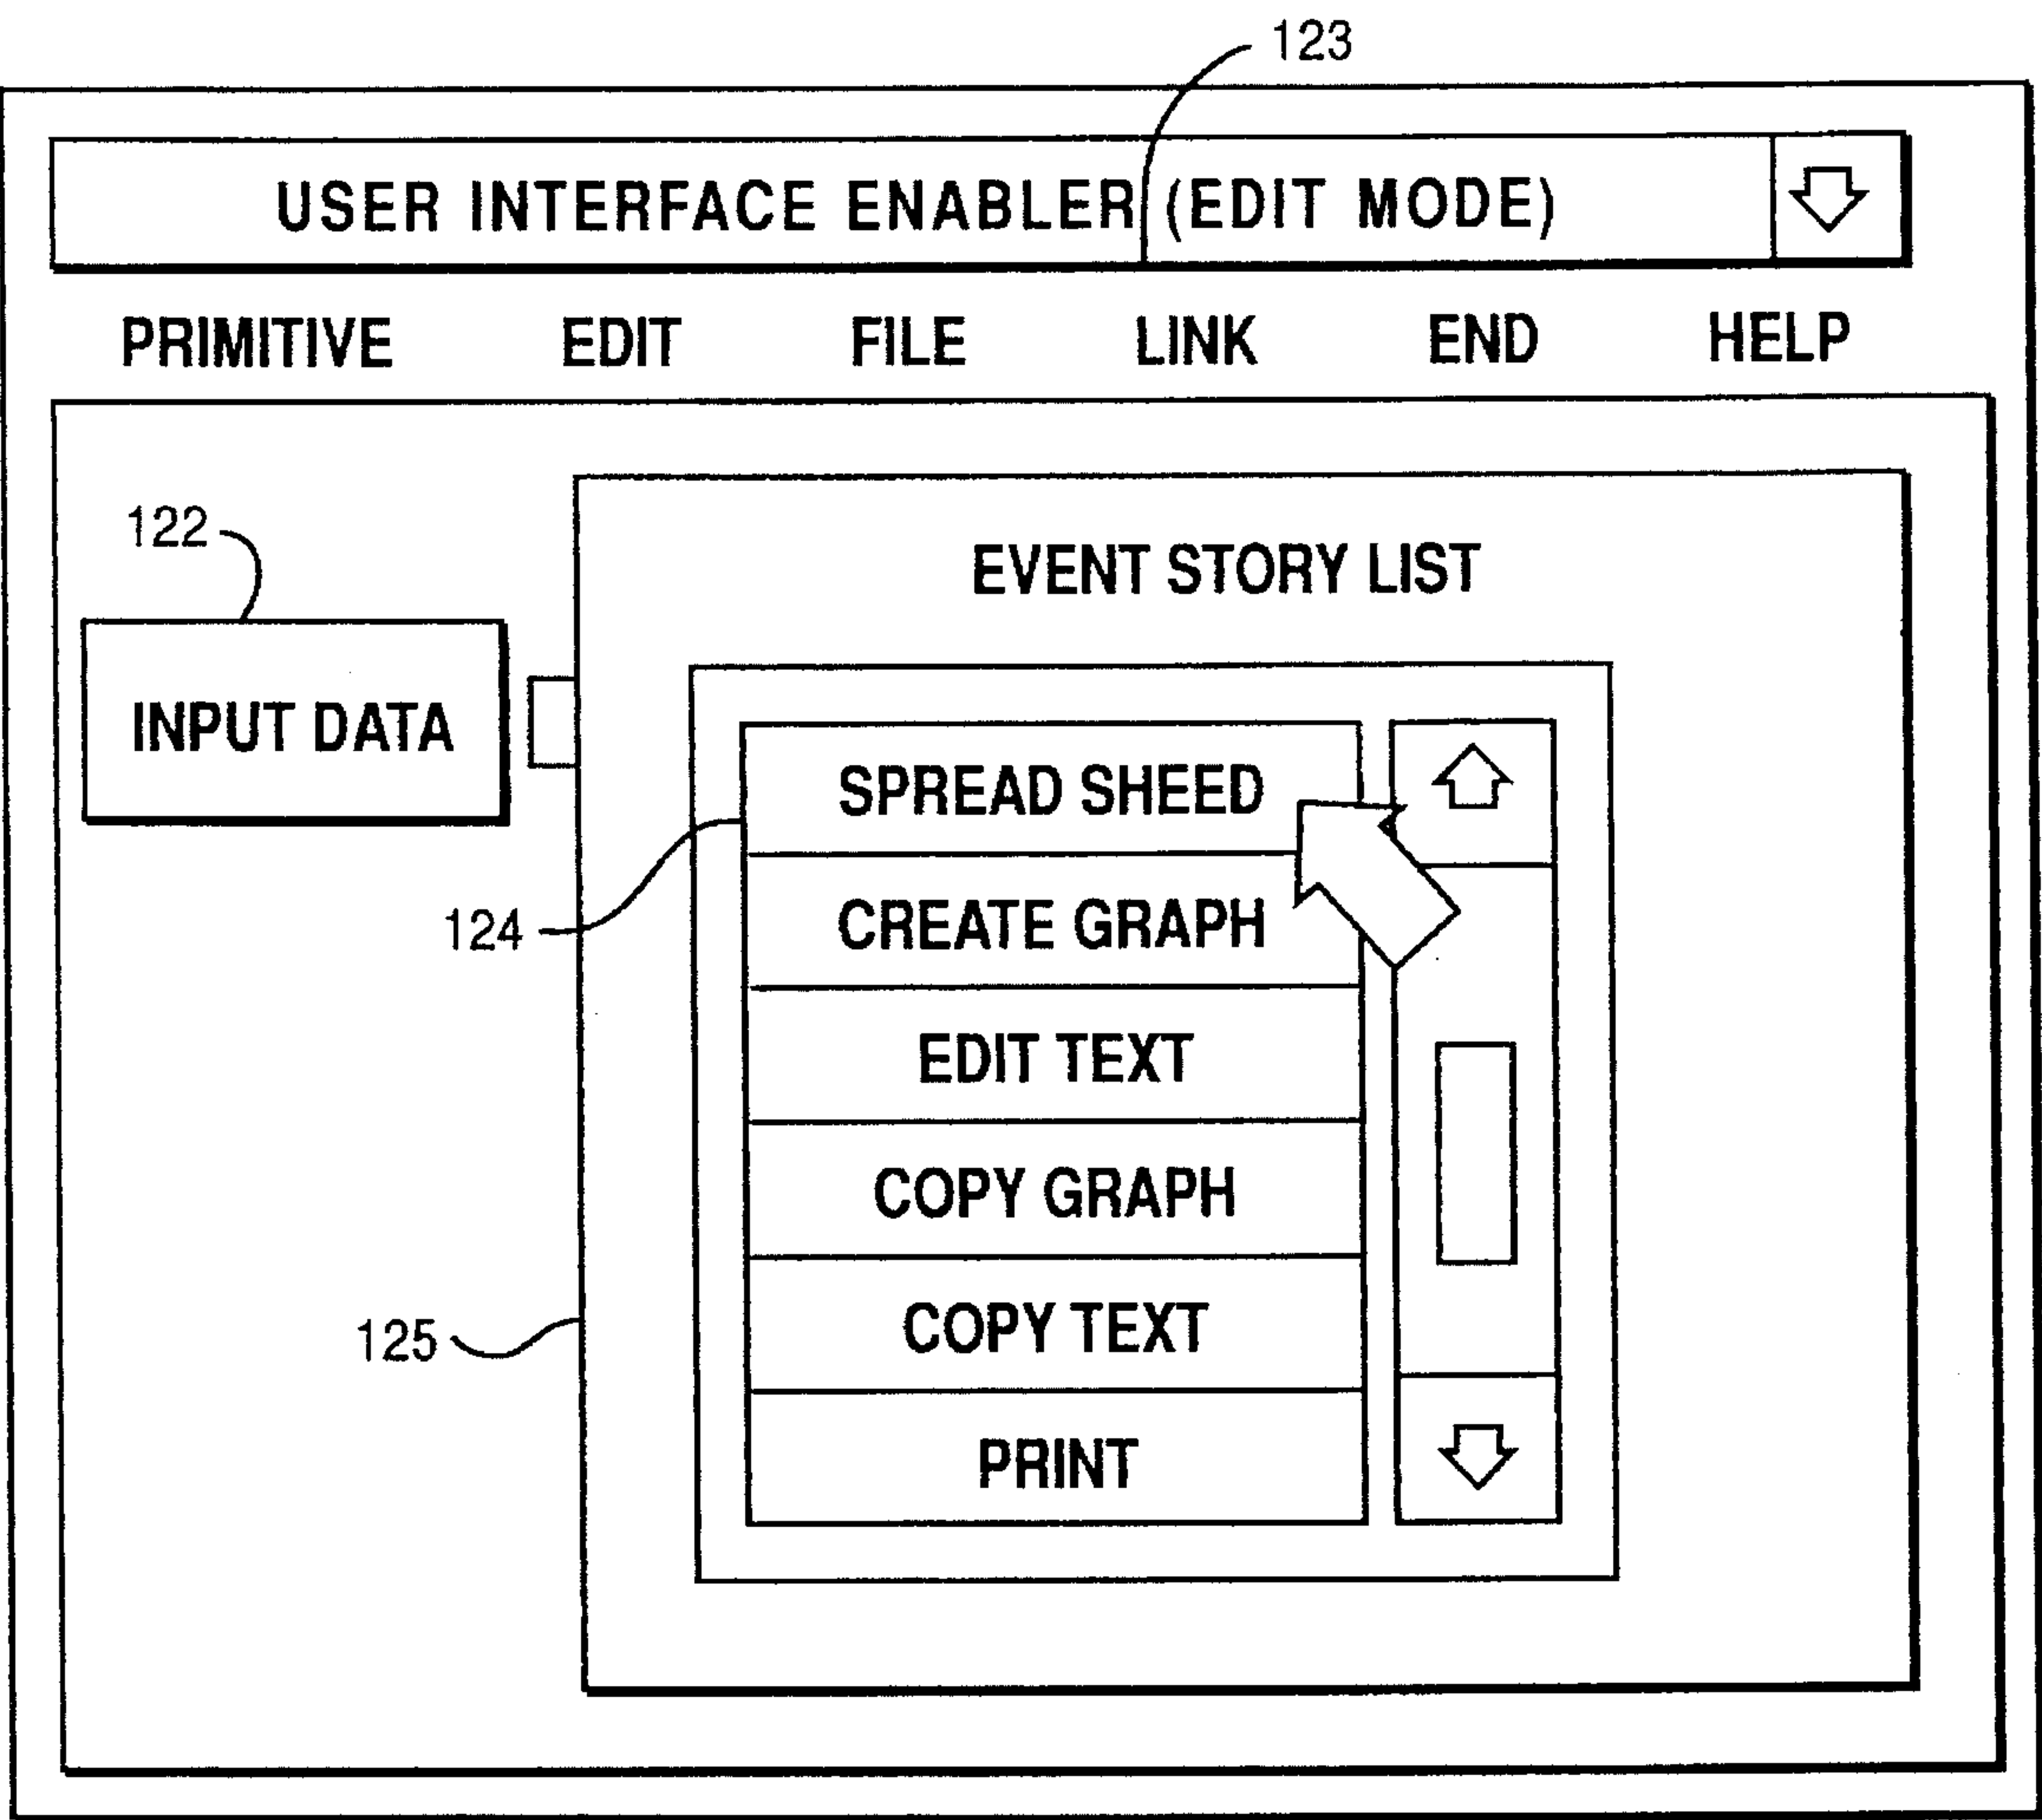 123
USER INTERFACE ENABLER (EDIT MODE)
PRIMITIVE EDIT FILE LINK END HELP
122
EVENT STORY LIST
INPUT DATA
SPREAD SHEED
124
CREATE GRAPH
EDIT TEXT
COPY GRAPH
125
COPY TEXT
PRINT